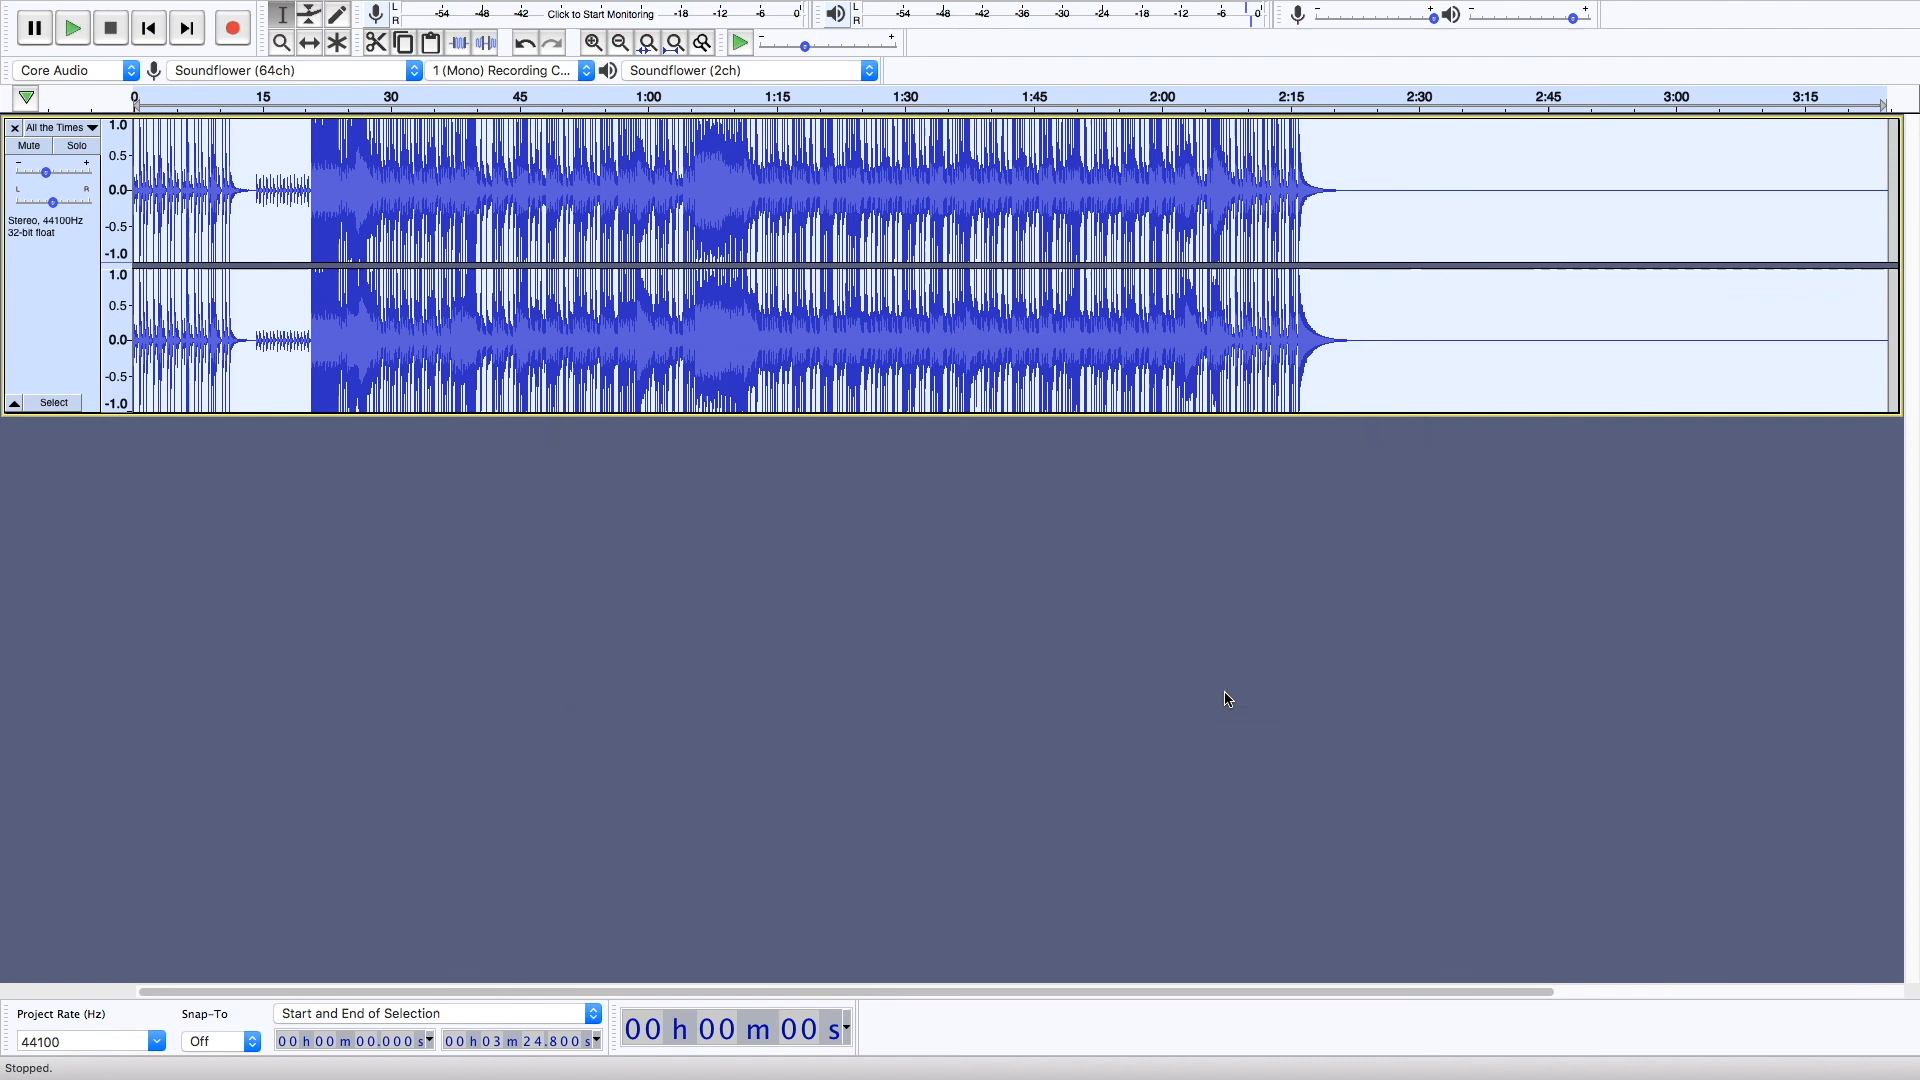 L
R
-54 -48 -42 Click to Start Monitoring -18 -12 -6 0
L
R
-54 -48 -42 -36 -30 -24 -18 -12 -6 0
- +
- +
- +
Core Audio
Soundflower (64ch)
1 (Mono) Recording C...
Soundflower (2ch)
0 15 30 45 1:00 1:15 1:30 1:45 2:00 2:15 2:30 2:45 3:00 3:15
All the Times
Mute Solo
- +
L R
Stereo, 44100Hz
32-bit float
Select
1.0
0.5
0.0
-0.5
-1.0
1.0
0.5
0.0
-0.5
-1.0
Project Rate (Hz)
44100
Snap-To
Off
Start and End of Selection
00 h 00 m 00.000 s
00 h 03 m 24.800 s
00 h 00 m 00 s
Stopped.